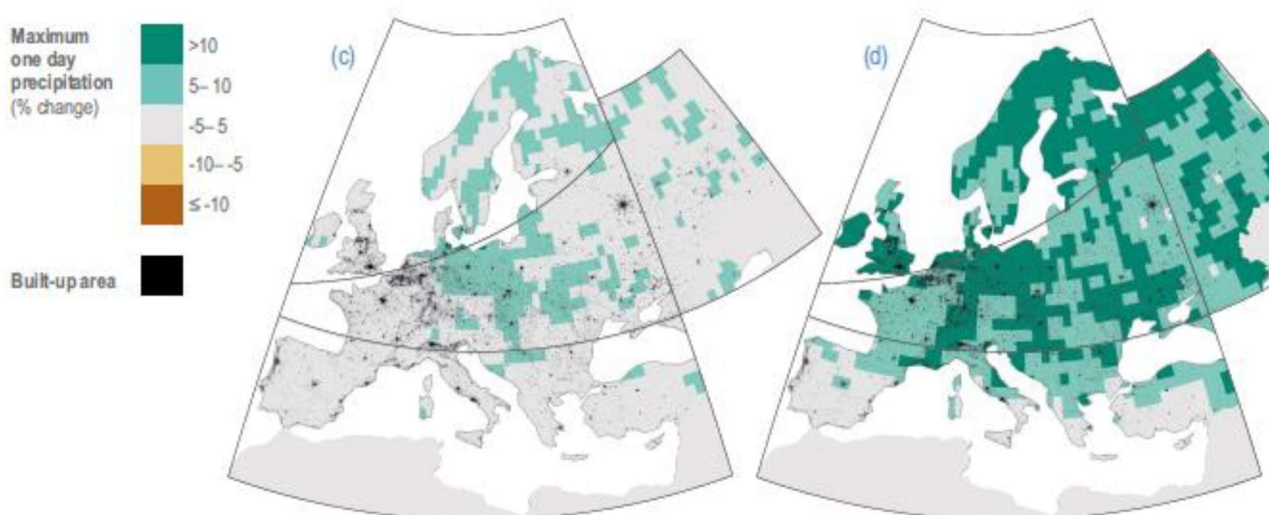 Maximum
one day
precipitation
(% change)
>10
5– 10
-5– 5
-10– -5
≤ -10
Built-up area
(c)
(d)